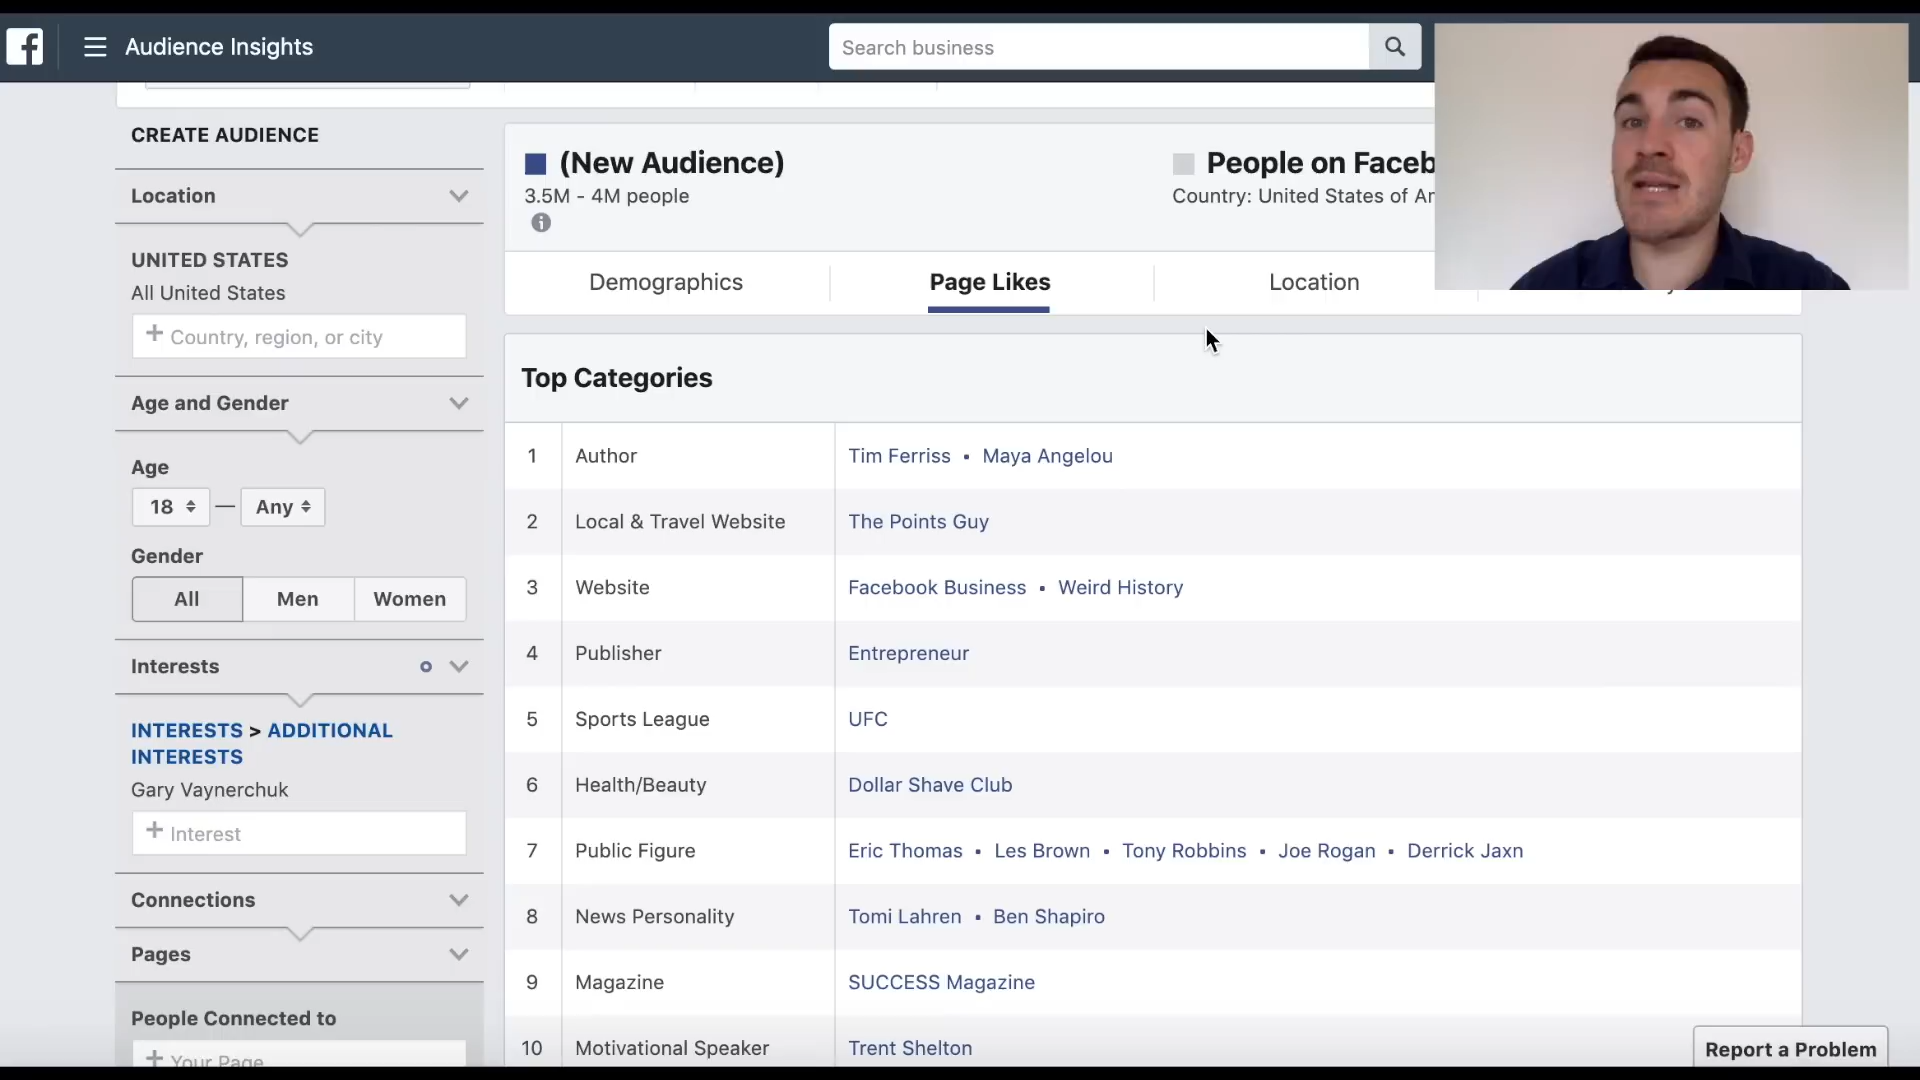 Audience Insights
Search business
CREATE AUDIENCE
Location
UNITED STATES
All United States
+ Country, region, or city
Age and Gender
Age
18 — Any
Gender
All Men Women
Interests
INTERESTS > ADDITIONAL
INTERESTS
Gary Vaynerchuk
+ Interest
Connections
Pages
People Connected to
+ Your Page
(New Audience)
3.5M - 4M people
People on Faceb
Country: United States of Am
Demographics Page Likes Location
Top Categories
1 Author Tim Ferriss • Maya Angelou
2 Local & Travel Website The Points Guy
3 Website Facebook Business • Weird History
4 Publisher Entrepreneur
5 Sports League UFC
6 Health/Beauty Dollar Shave Club
7 Public Figure Eric Thomas • Les Brown • Tony Robbins • Joe Rogan • Derrick Jaxn
8 News Personality Tomi Lahren • Ben Shapiro
9 Magazine SUCCESS Magazine
10 Motivational Speaker Trent Shelton
Report a Problem